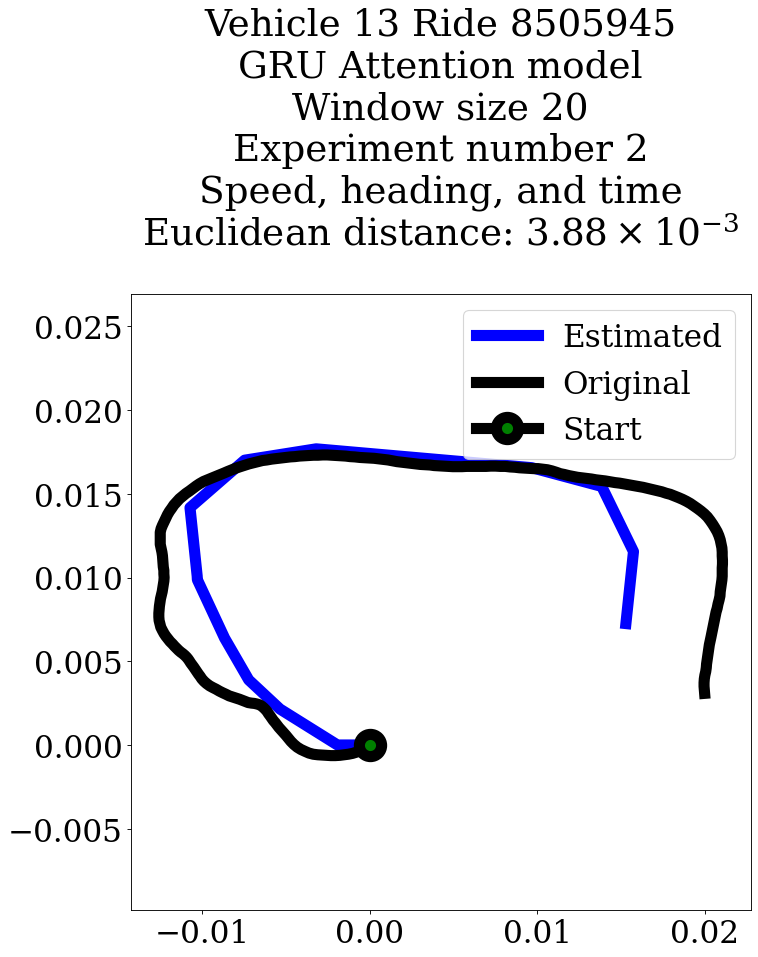 Vehicle 13 Ride 8505945
GRU Attention model
Window size 20
Experiment number 2
Speed, heading, and time
Euclidean distance: 3.88 × 10⁻³
Estimated
Original
Start
0.025
0.020
0.015
0.010
0.005
0.000
−0.005
−0.01 0.00 0.01 0.02